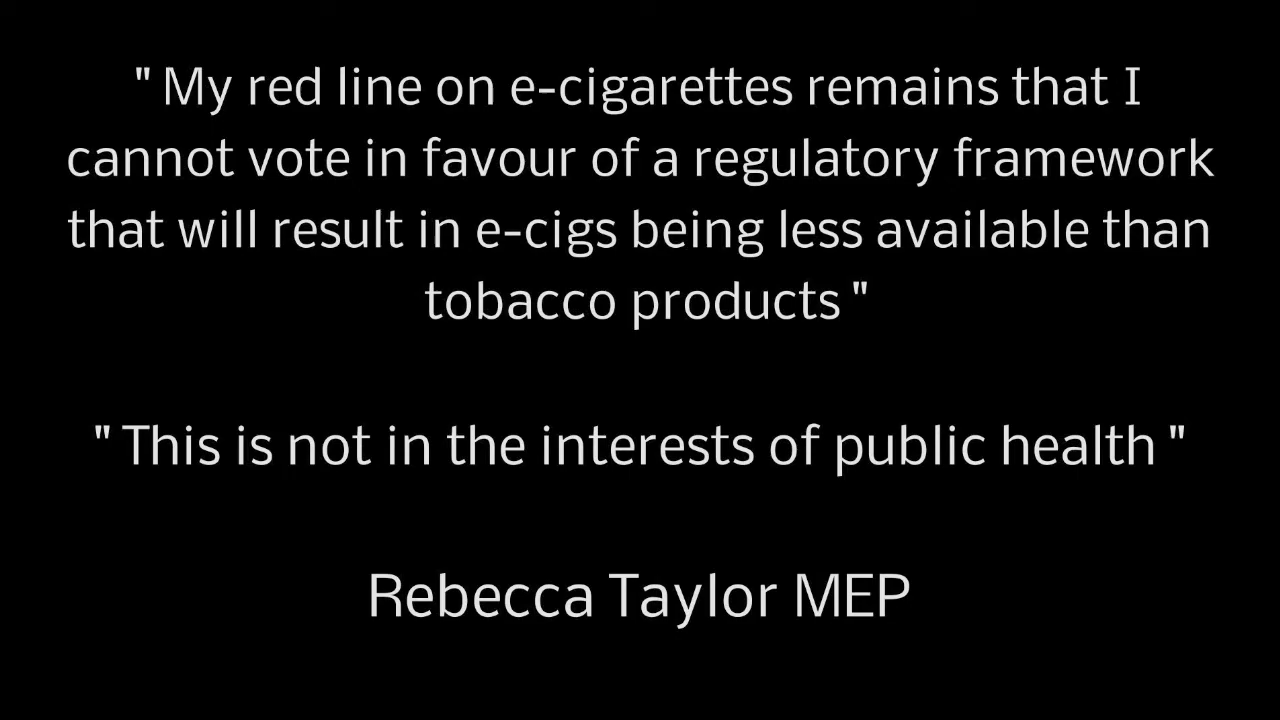 " My red line on e-cigarettes remains that I
cannot vote in favour of a regulatory framework
that will result in e-cigs being less available than
tobacco products "
" This is not in the interests of public health "
Rebecca Taylor MEP